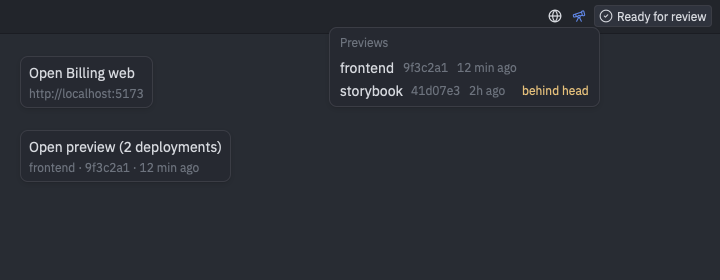 Ready for review
Previews
frontend 9f3c2a1 12 min ago
storybook 41d07e3 2h ago behind head
Open Billing web
http://localhost:5173
Open preview (2 deployments)
frontend · 9f3c2a1 · 12 min ago